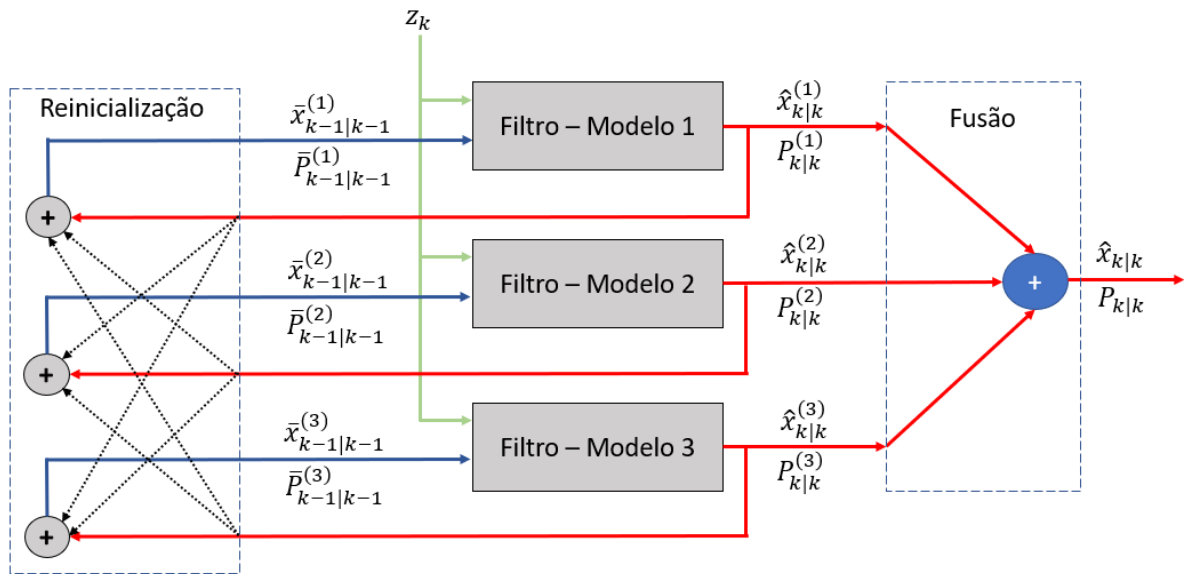 z_k
Reinicialização
x̄^{(1)}_{k-1|k-1}
P̄^{(1)}_{k-1|k-1}
Filtro – Modelo 1
x̂^{(1)}_{k|k}
P^{(1)}_{k|k}
Fusão
+
x̄^{(2)}_{k-1|k-1}
P̄^{(2)}_{k-1|k-1}
Filtro – Modelo 2
x̂^{(2)}_{k|k}
P^{(2)}_{k|k}
+
x̂_{k|k}
P_{k|k}
+
x̄^{(3)}_{k-1|k-1}
P̄^{(3)}_{k-1|k-1}
Filtro – Modelo 3
x̂^{(3)}_{k|k}
P^{(3)}_{k|k}
+